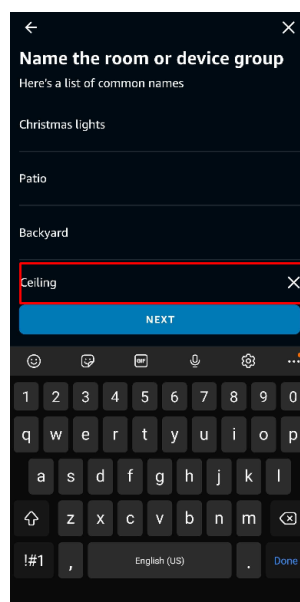 Name the room or device group
Here's a list of common names
Christmas lights
Patio
Backyard
Ceiling
NEXT
GIF
1 2 3 4 5 6 7 8 9 0
q w e r t y u i o p
a s d f g h j k l
z x c v b n m
!#1 , English (US) . Done